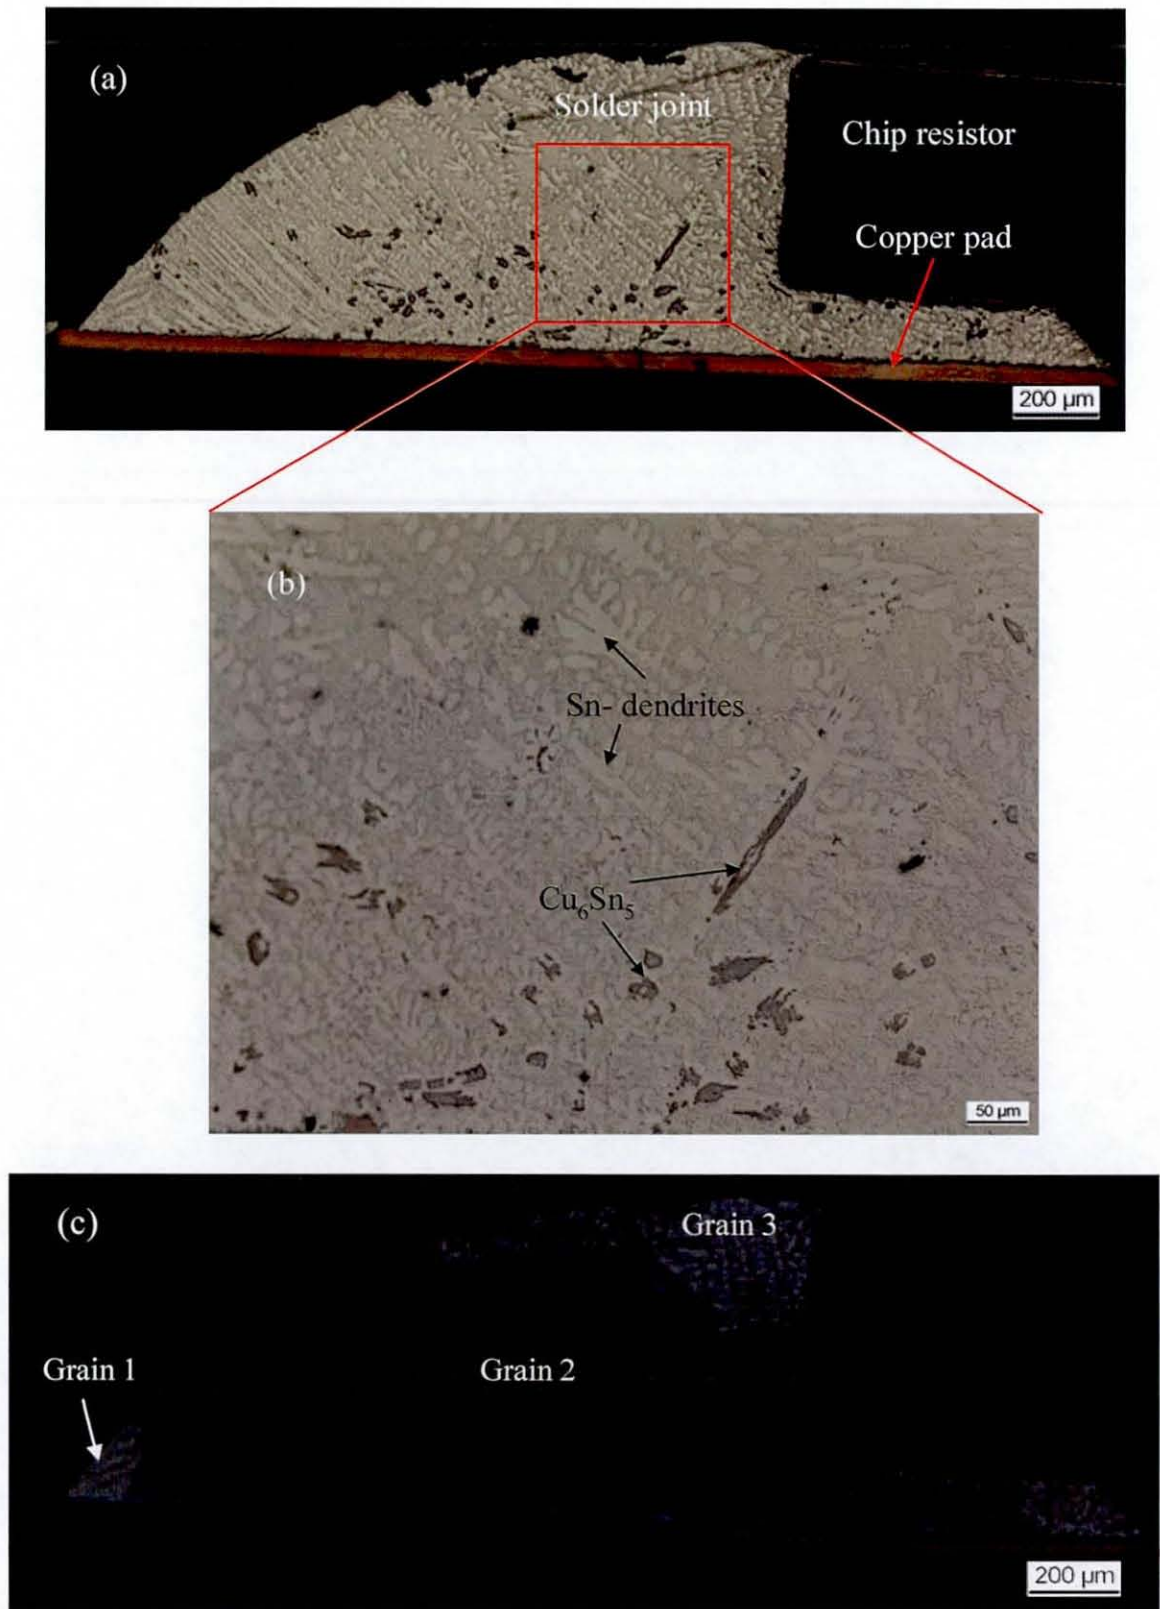 (a)
Solder joint
Chip resistor
Copper pad
200 µm
(b)
Sn- dendrites
Cu₆Sn₅
50 µm
(c)
Grain 3
Grain 1
Grain 2
200 µm